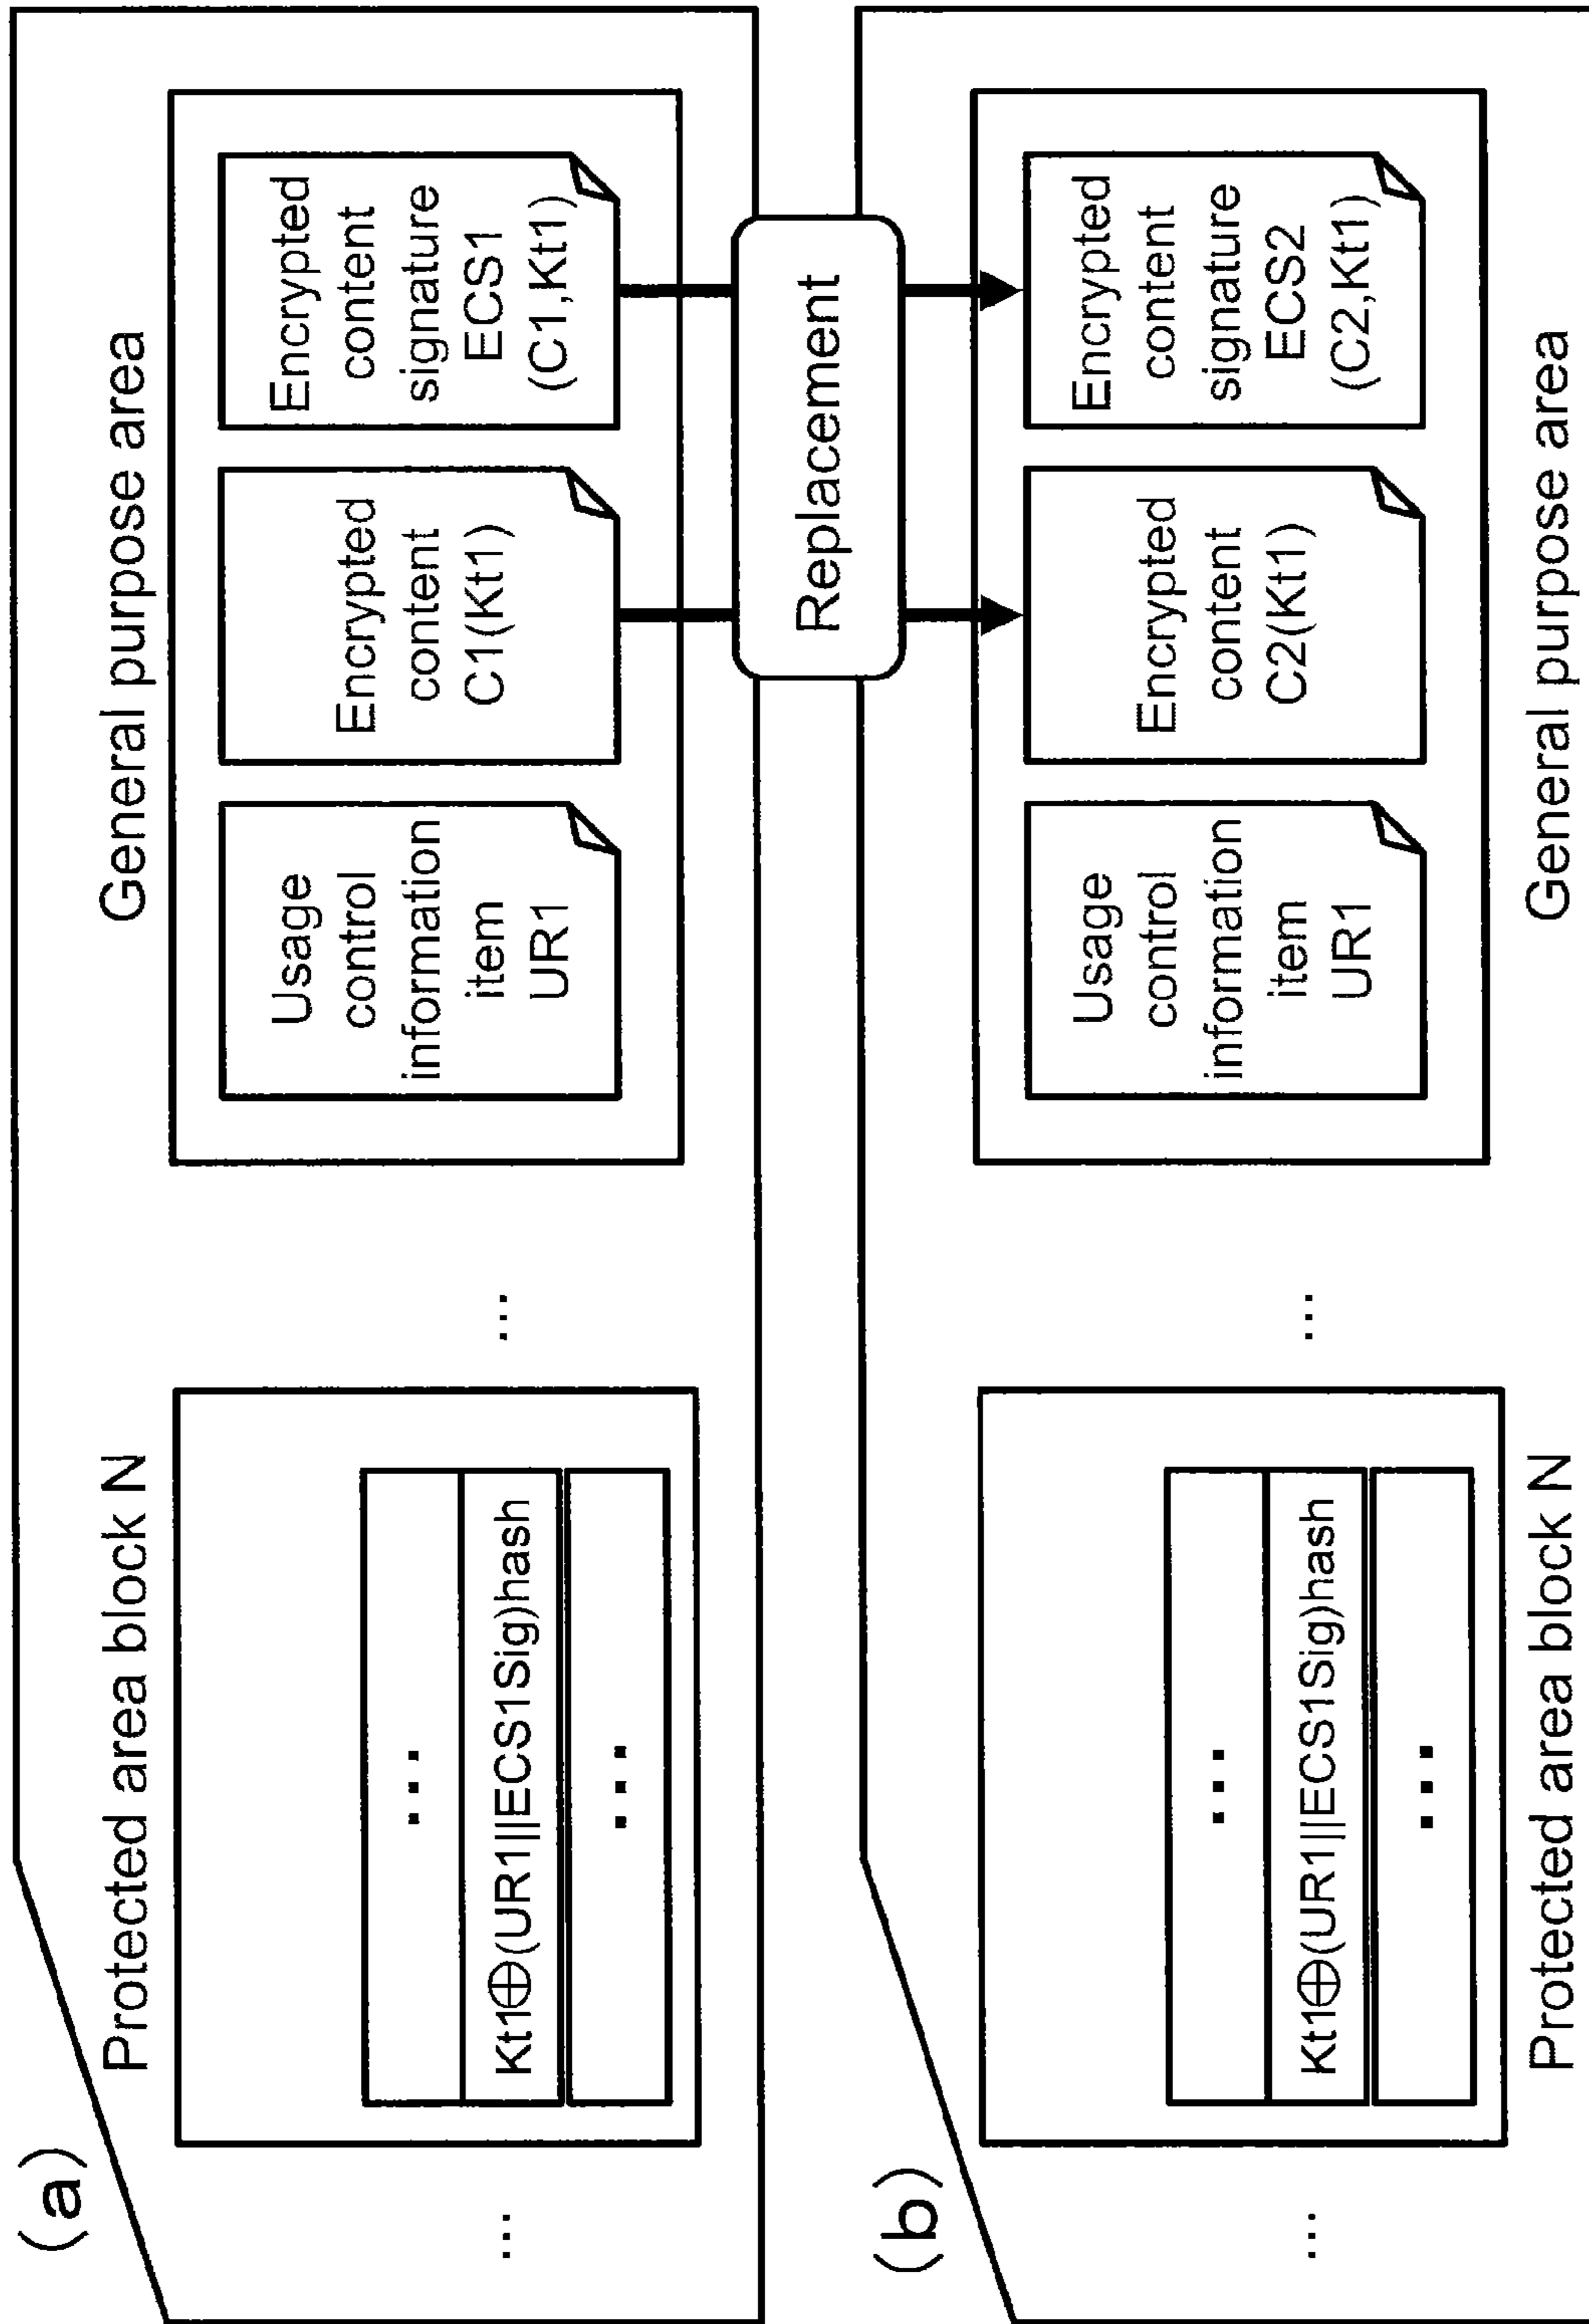 (a)
Protected area block N
General purpose area
...
...
Kt1⊕(UR1||ECS1Sig)hash
...
...
Usage
control
information
item
UR1
Encrypted
content
C1(Kt1)
Encrypted
content
signature
ECS1
(C1,Kt1)
Replacement
(b)
...
...
Kt1⊕(UR1||ECS1Sig)hash
...
...
Usage
control
information
item
UR1
Encrypted
content
C2(Kt1)
Encrypted
content
signature
ECS2
(C2,Kt1)
Protected area block N
General purpose area